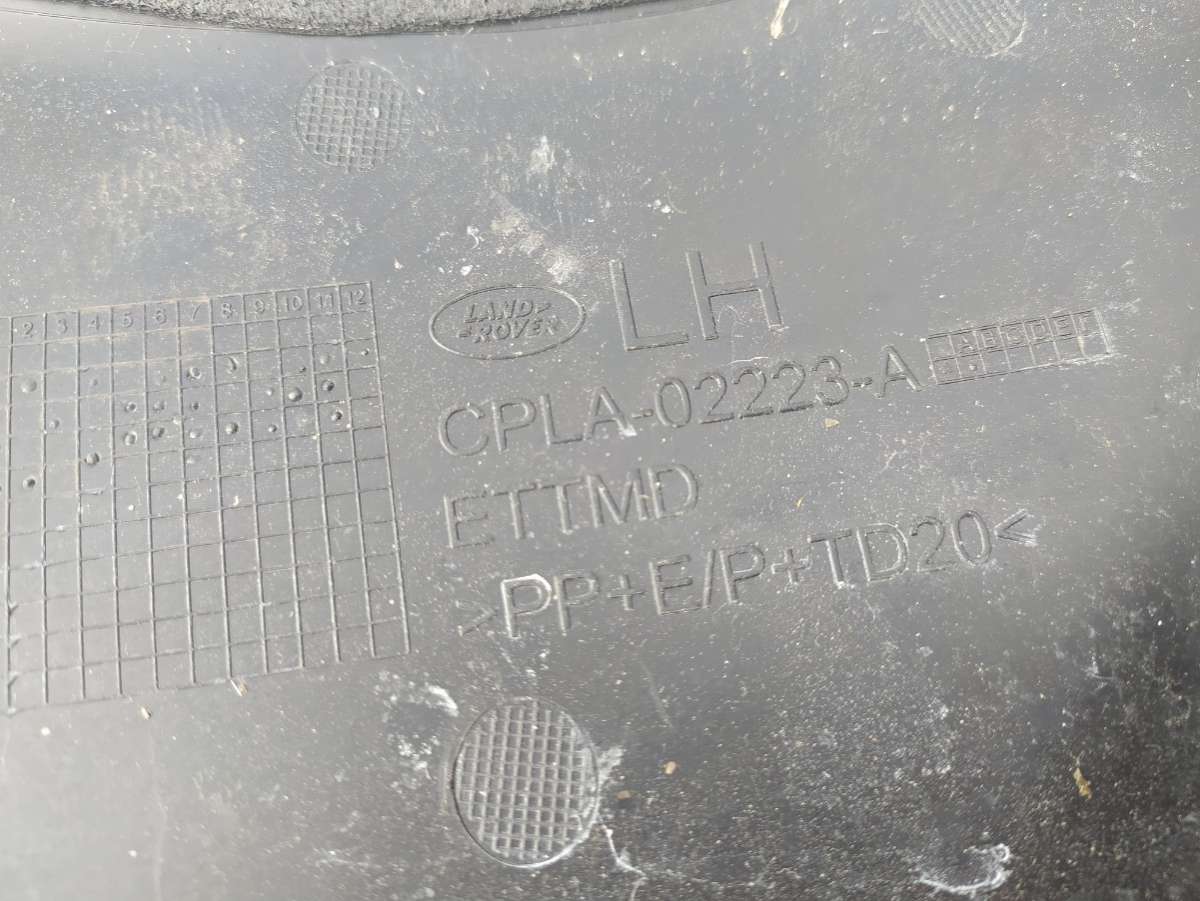 2 3 4 5 6 7 8 9 10 11 12
LAND
ROVER
LH
CPLA-02223-A
ABCDEF
ETTMD
>PP+E/P+TD20<